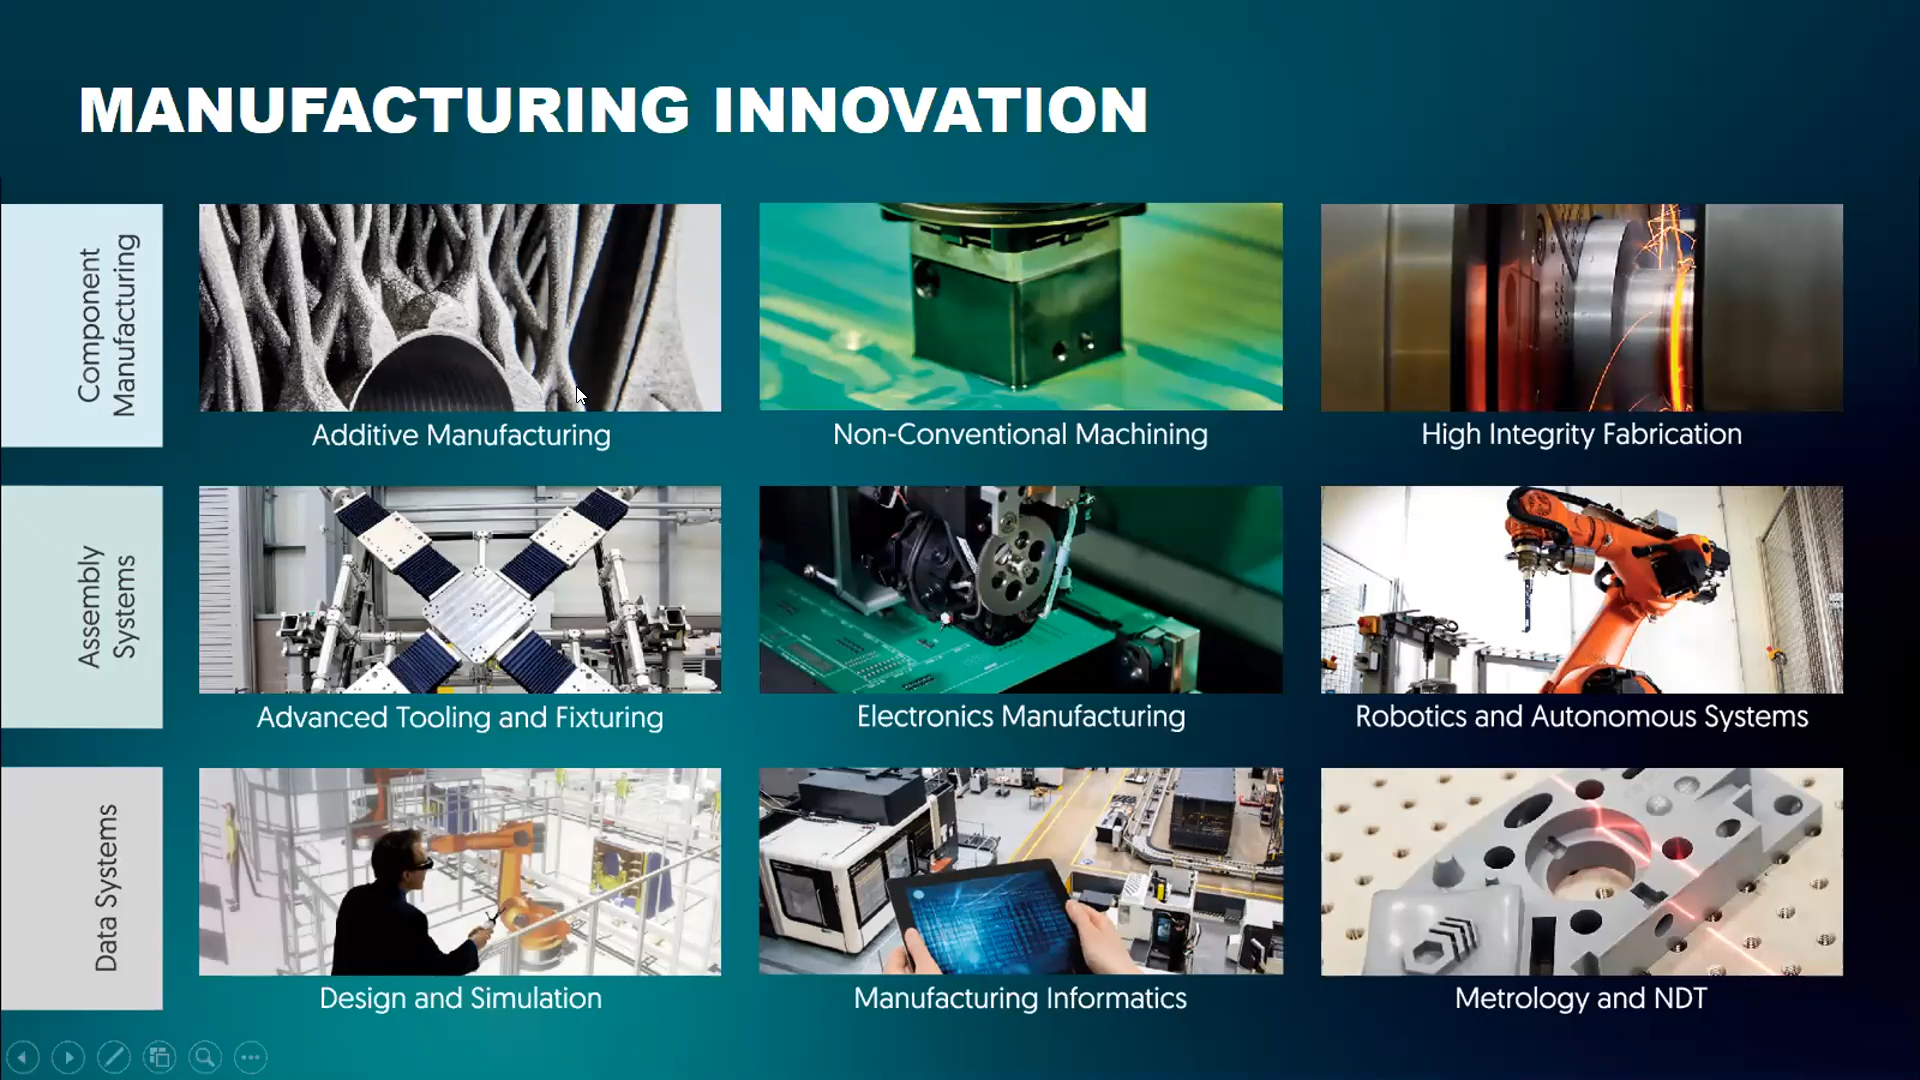 MANUFACTURING INNOVATION
Component
Manufacturing
Additive Manufacturing
Non-Conventional Machining
High Integrity Fabrication
Assembly
Systems
Advanced Tooling and Fixturing
Electronics Manufacturing
Robotics and Autonomous Systems
Data Systems
Design and Simulation
Manufacturing Informatics
Metrology and NDT